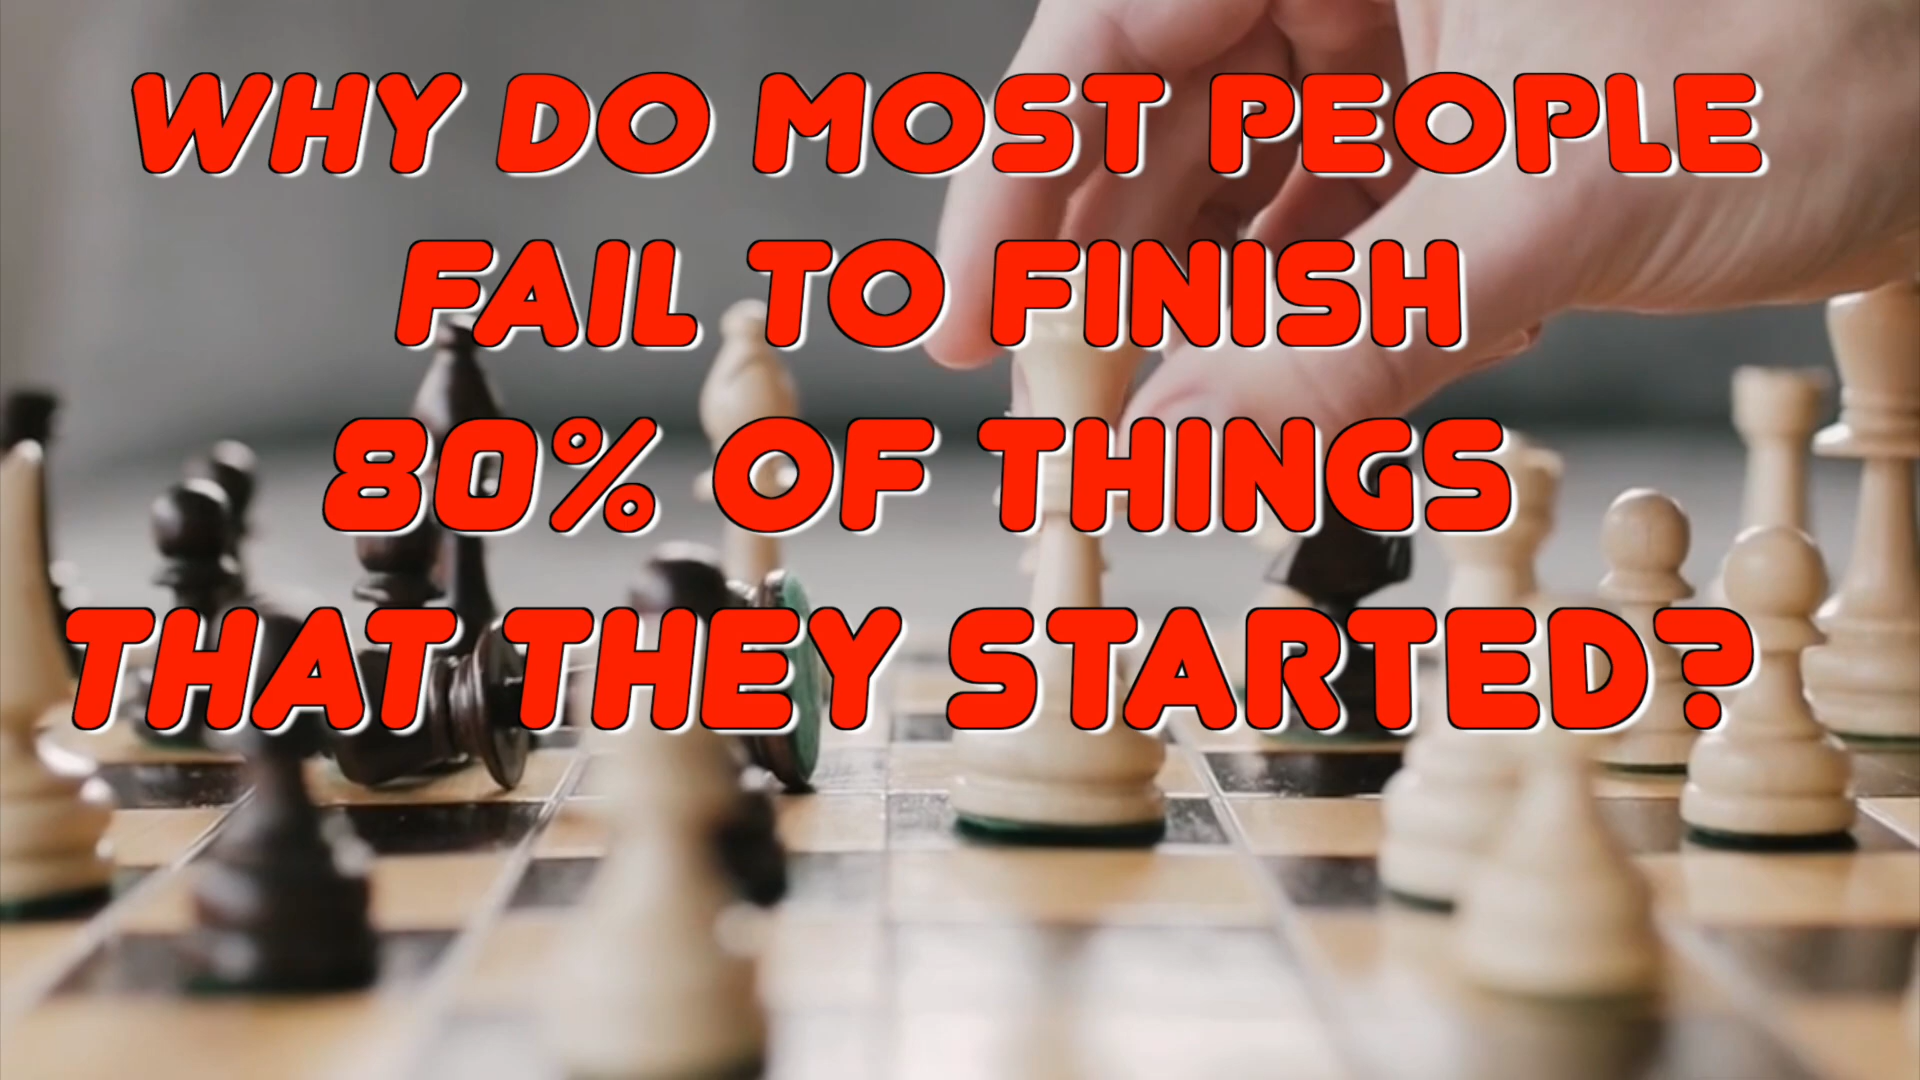 WHY DO MOST PEOPLE
FAIL TO FINISH
80% OF THINGS
THAT THEY STARTED?